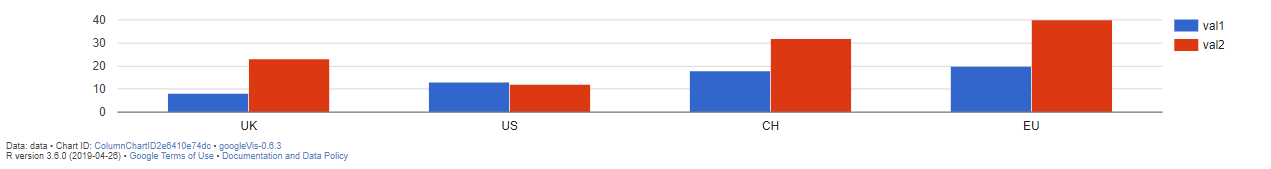 40
30
20
10
0
UK US CH EU
val1
val2
Data: data • Chart ID: ColumnChartID2e6410e74dc • googleVis-0.6.3
R version 3.6.0 (2019-04-26) • Google Terms of Use • Documentation and Data Policy